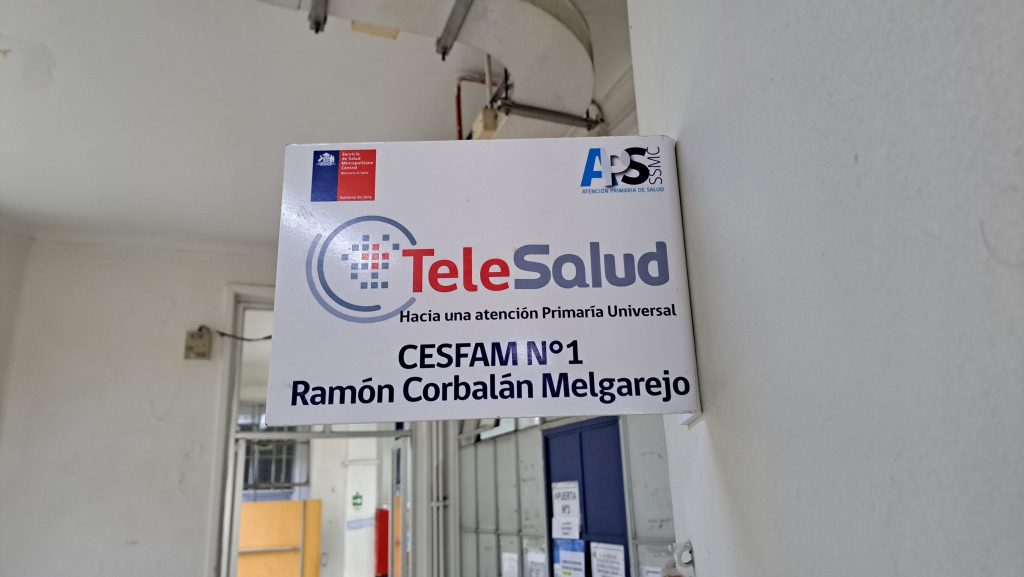 Servicio
de Salud
Metropolitano
Central
Ministerio de Salud
Gobierno de Chile
APS
SSMC
ATENCIÓN PRIMARIA DE SALUD
TeleSalud
Hacia una atención Primaría Universal
CESFAM N°1
Ramón Corbalán Melgarejo
PUERTA
N°3